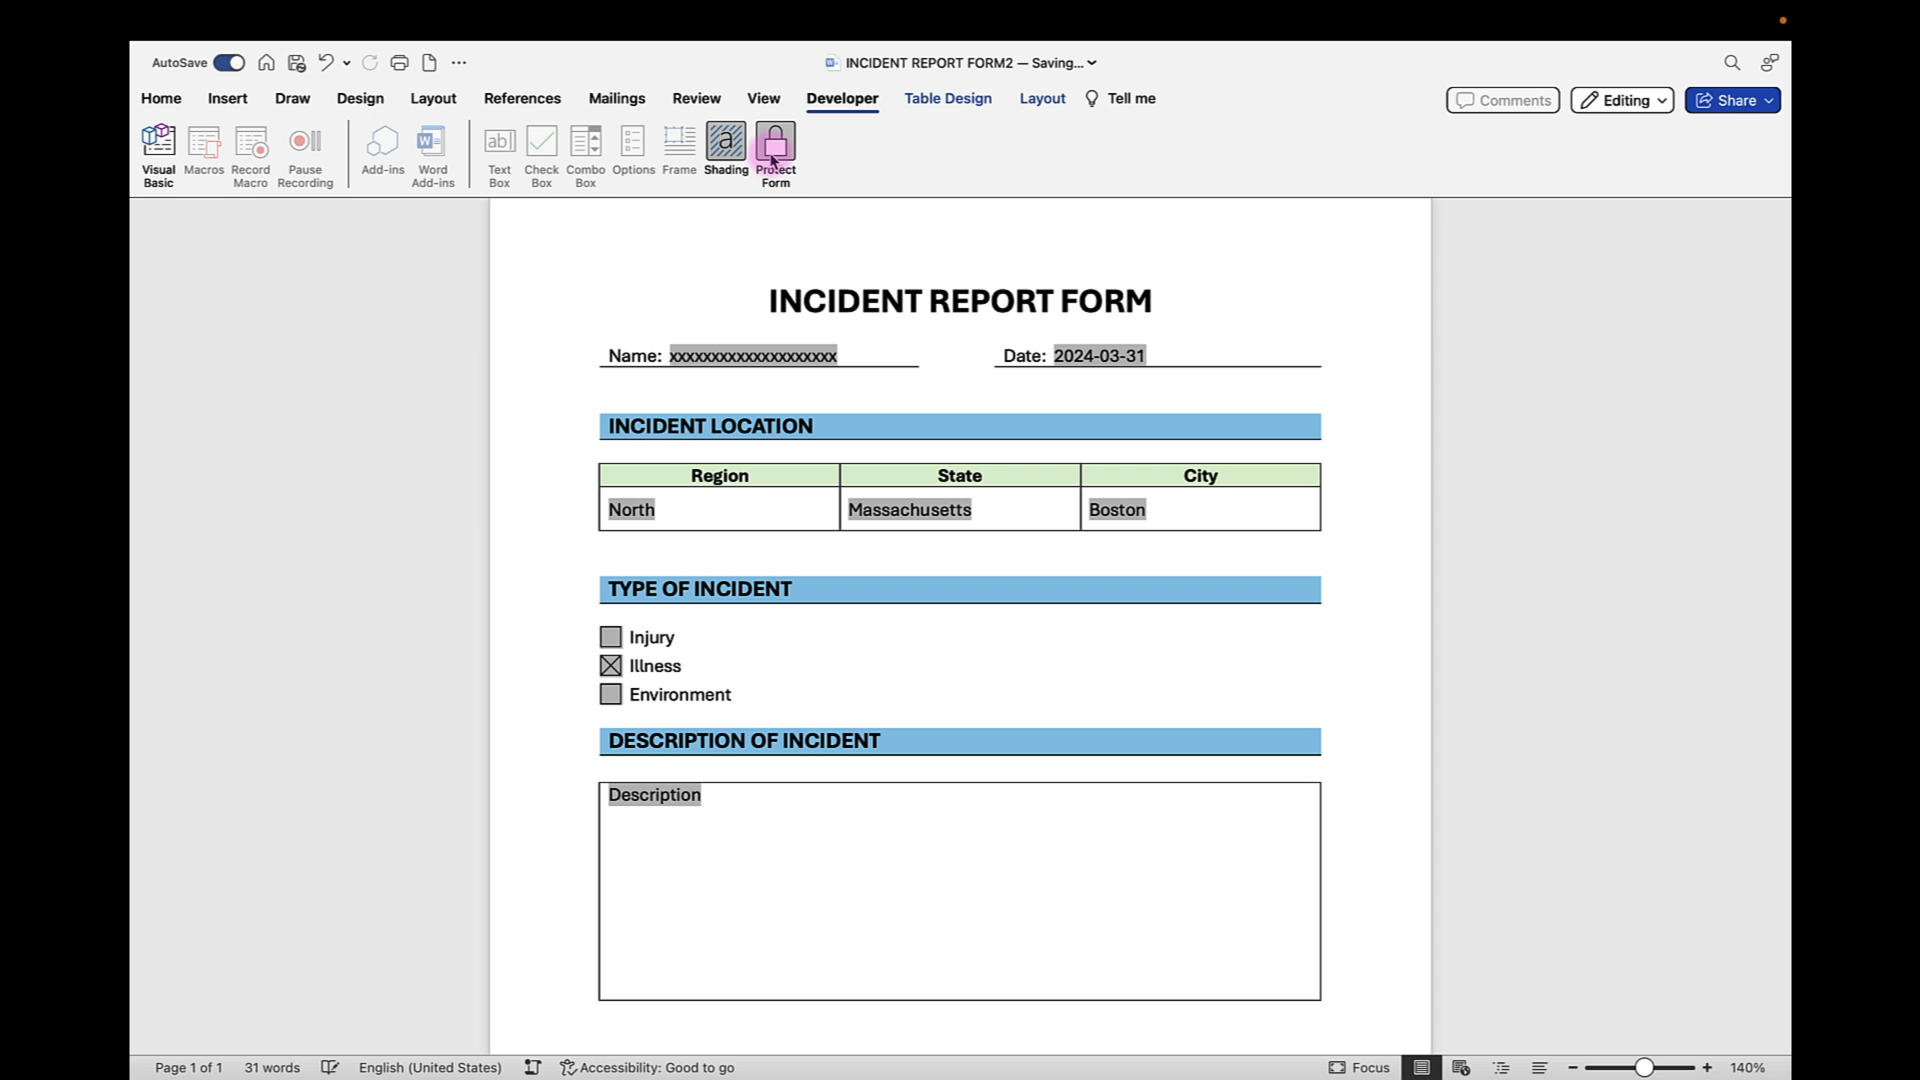 AutoSave
INCIDENT REPORT FORM2 — Saving...
Home Insert Draw Design Layout References Mailings Review View Developer Table Design Layout Tell me
Comments Editing Share
Visual Basic
Macros
Record Macro
Pause Recording
Add-ins
Word Add-ins
Text Box
Check Box
Combo Box
Options
Frame
Shading
Protect Form
INCIDENT REPORT FORM
Name: xxxxxxxxxxxxxxxxxxxx Date: 2024-03-31
INCIDENT LOCATION
Region State City
North Massachusetts Boston
TYPE OF INCIDENT
Injury
Illness
Environment
DESCRIPTION OF INCIDENT
Description
Page 1 of 1 31 words English (United States) Accessibility: Good to go Focus 140%